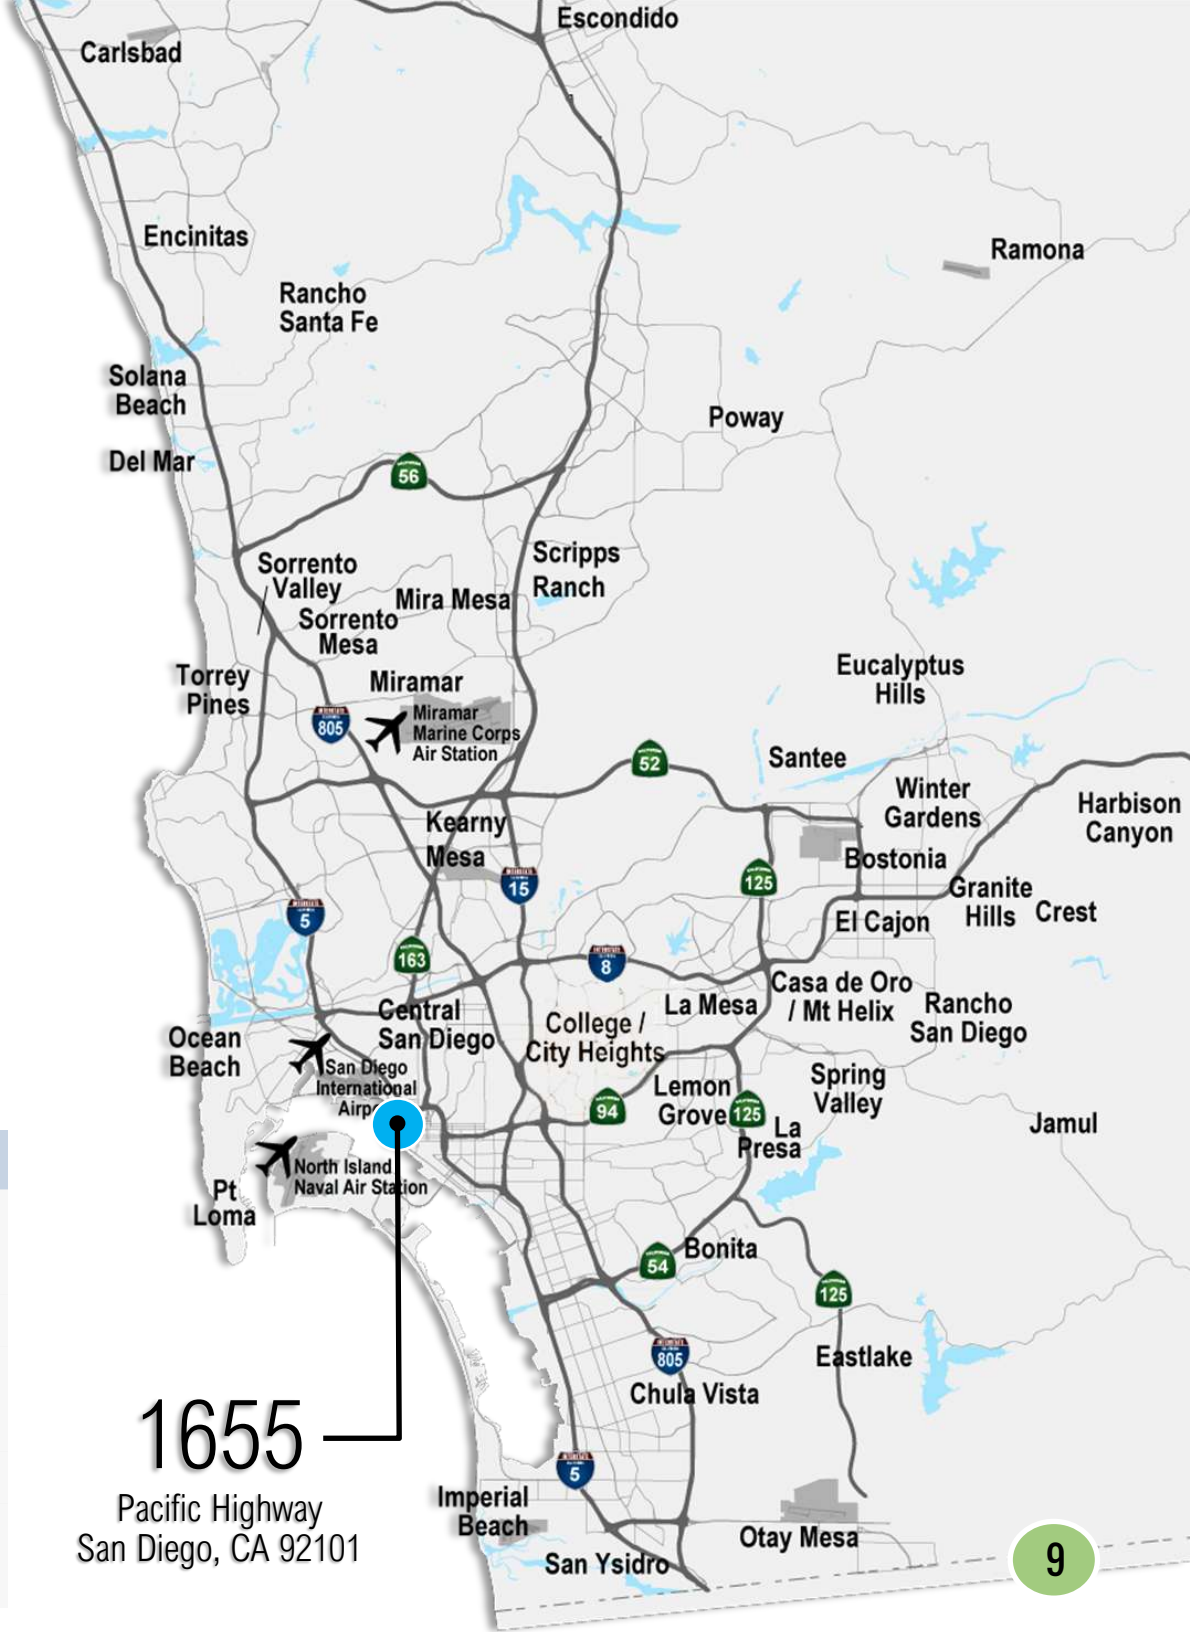 Escondido
Carlsbad
Encinitas
Ramona
Rancho
Santa Fe
Solana
Beach
Poway
Del Mar
56
Scripps
Ranch
Sorrento
Valley
Mira Mesa
Sorrento
Mesa
Torrey
Pines
Miramar
Eucalyptus
Hills
805
Miramar
Marine Corps
Air Station
52
Santee
Winter
Gardens
Harbison
Canyon
Kearny
Mesa
Bostonia
15
125
Granite
Hills
Crest
5
El Cajon
163
8
Casa de Oro
/ Mt Helix
La Mesa
Rancho
San Diego
Central
San Diego
College /
City Heights
Ocean
Beach
San Diego
International
Spring
Valley
Lemon
Grove
94
125
La
Presa
Jamul
North Island
Naval Air Station
Pt
Loma
Bonita
54
125
805
Eastlake
Chula Vista
1655
Pacific Highway
San Diego, CA 92101
5
Imperial
Beach
Otay Mesa
San Ysidro
9